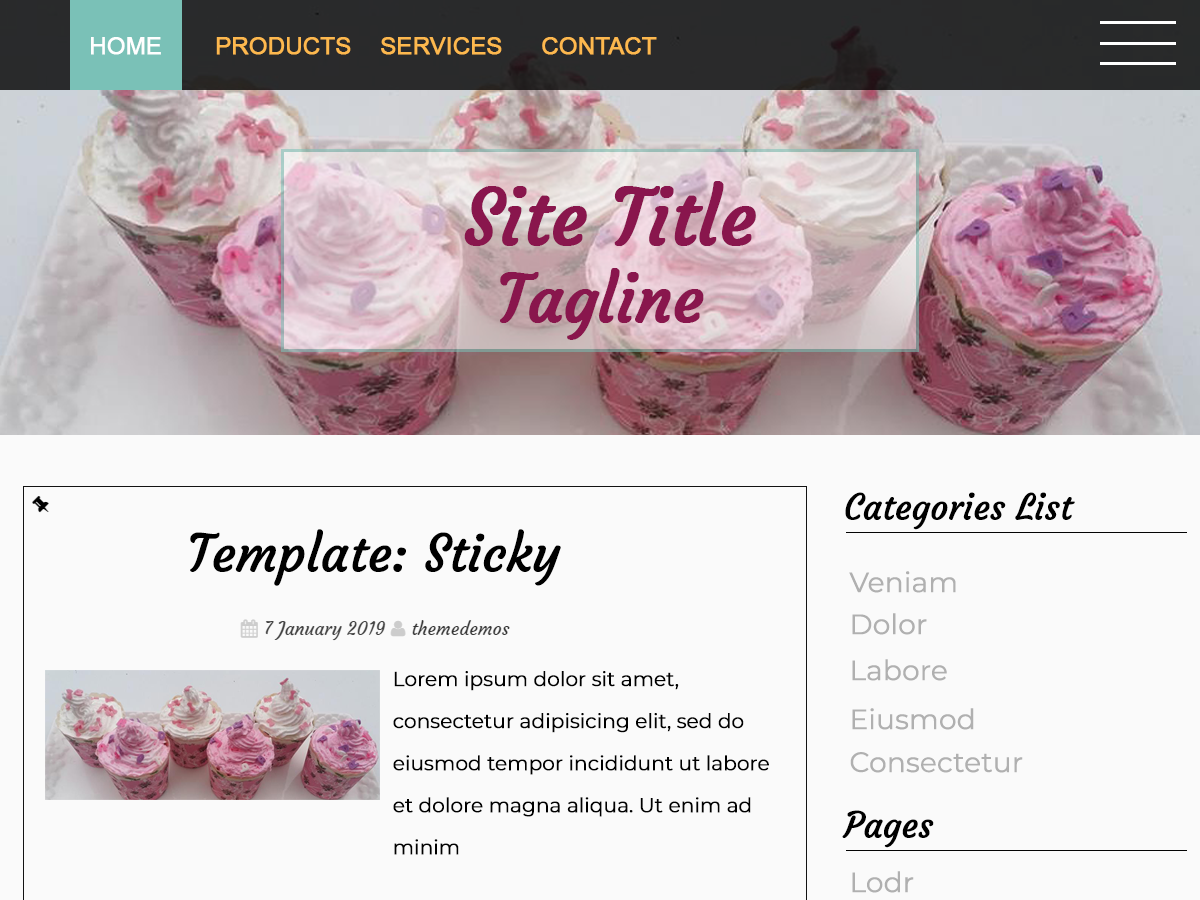 HOME PRODUCTS SERVICES CONTACT
Site Title
Tagline
Template: Sticky
7 January 2019 themedemos
Lorem ipsum dolor sit amet,
consectetur adipisicing elit, sed do
eiusmod tempor incididunt ut labore
et dolore magna aliqua. Ut enim ad
minim
Categories List
Veniam
Dolor
Labore
Eiusmod
Consectetur
Pages
Lodr